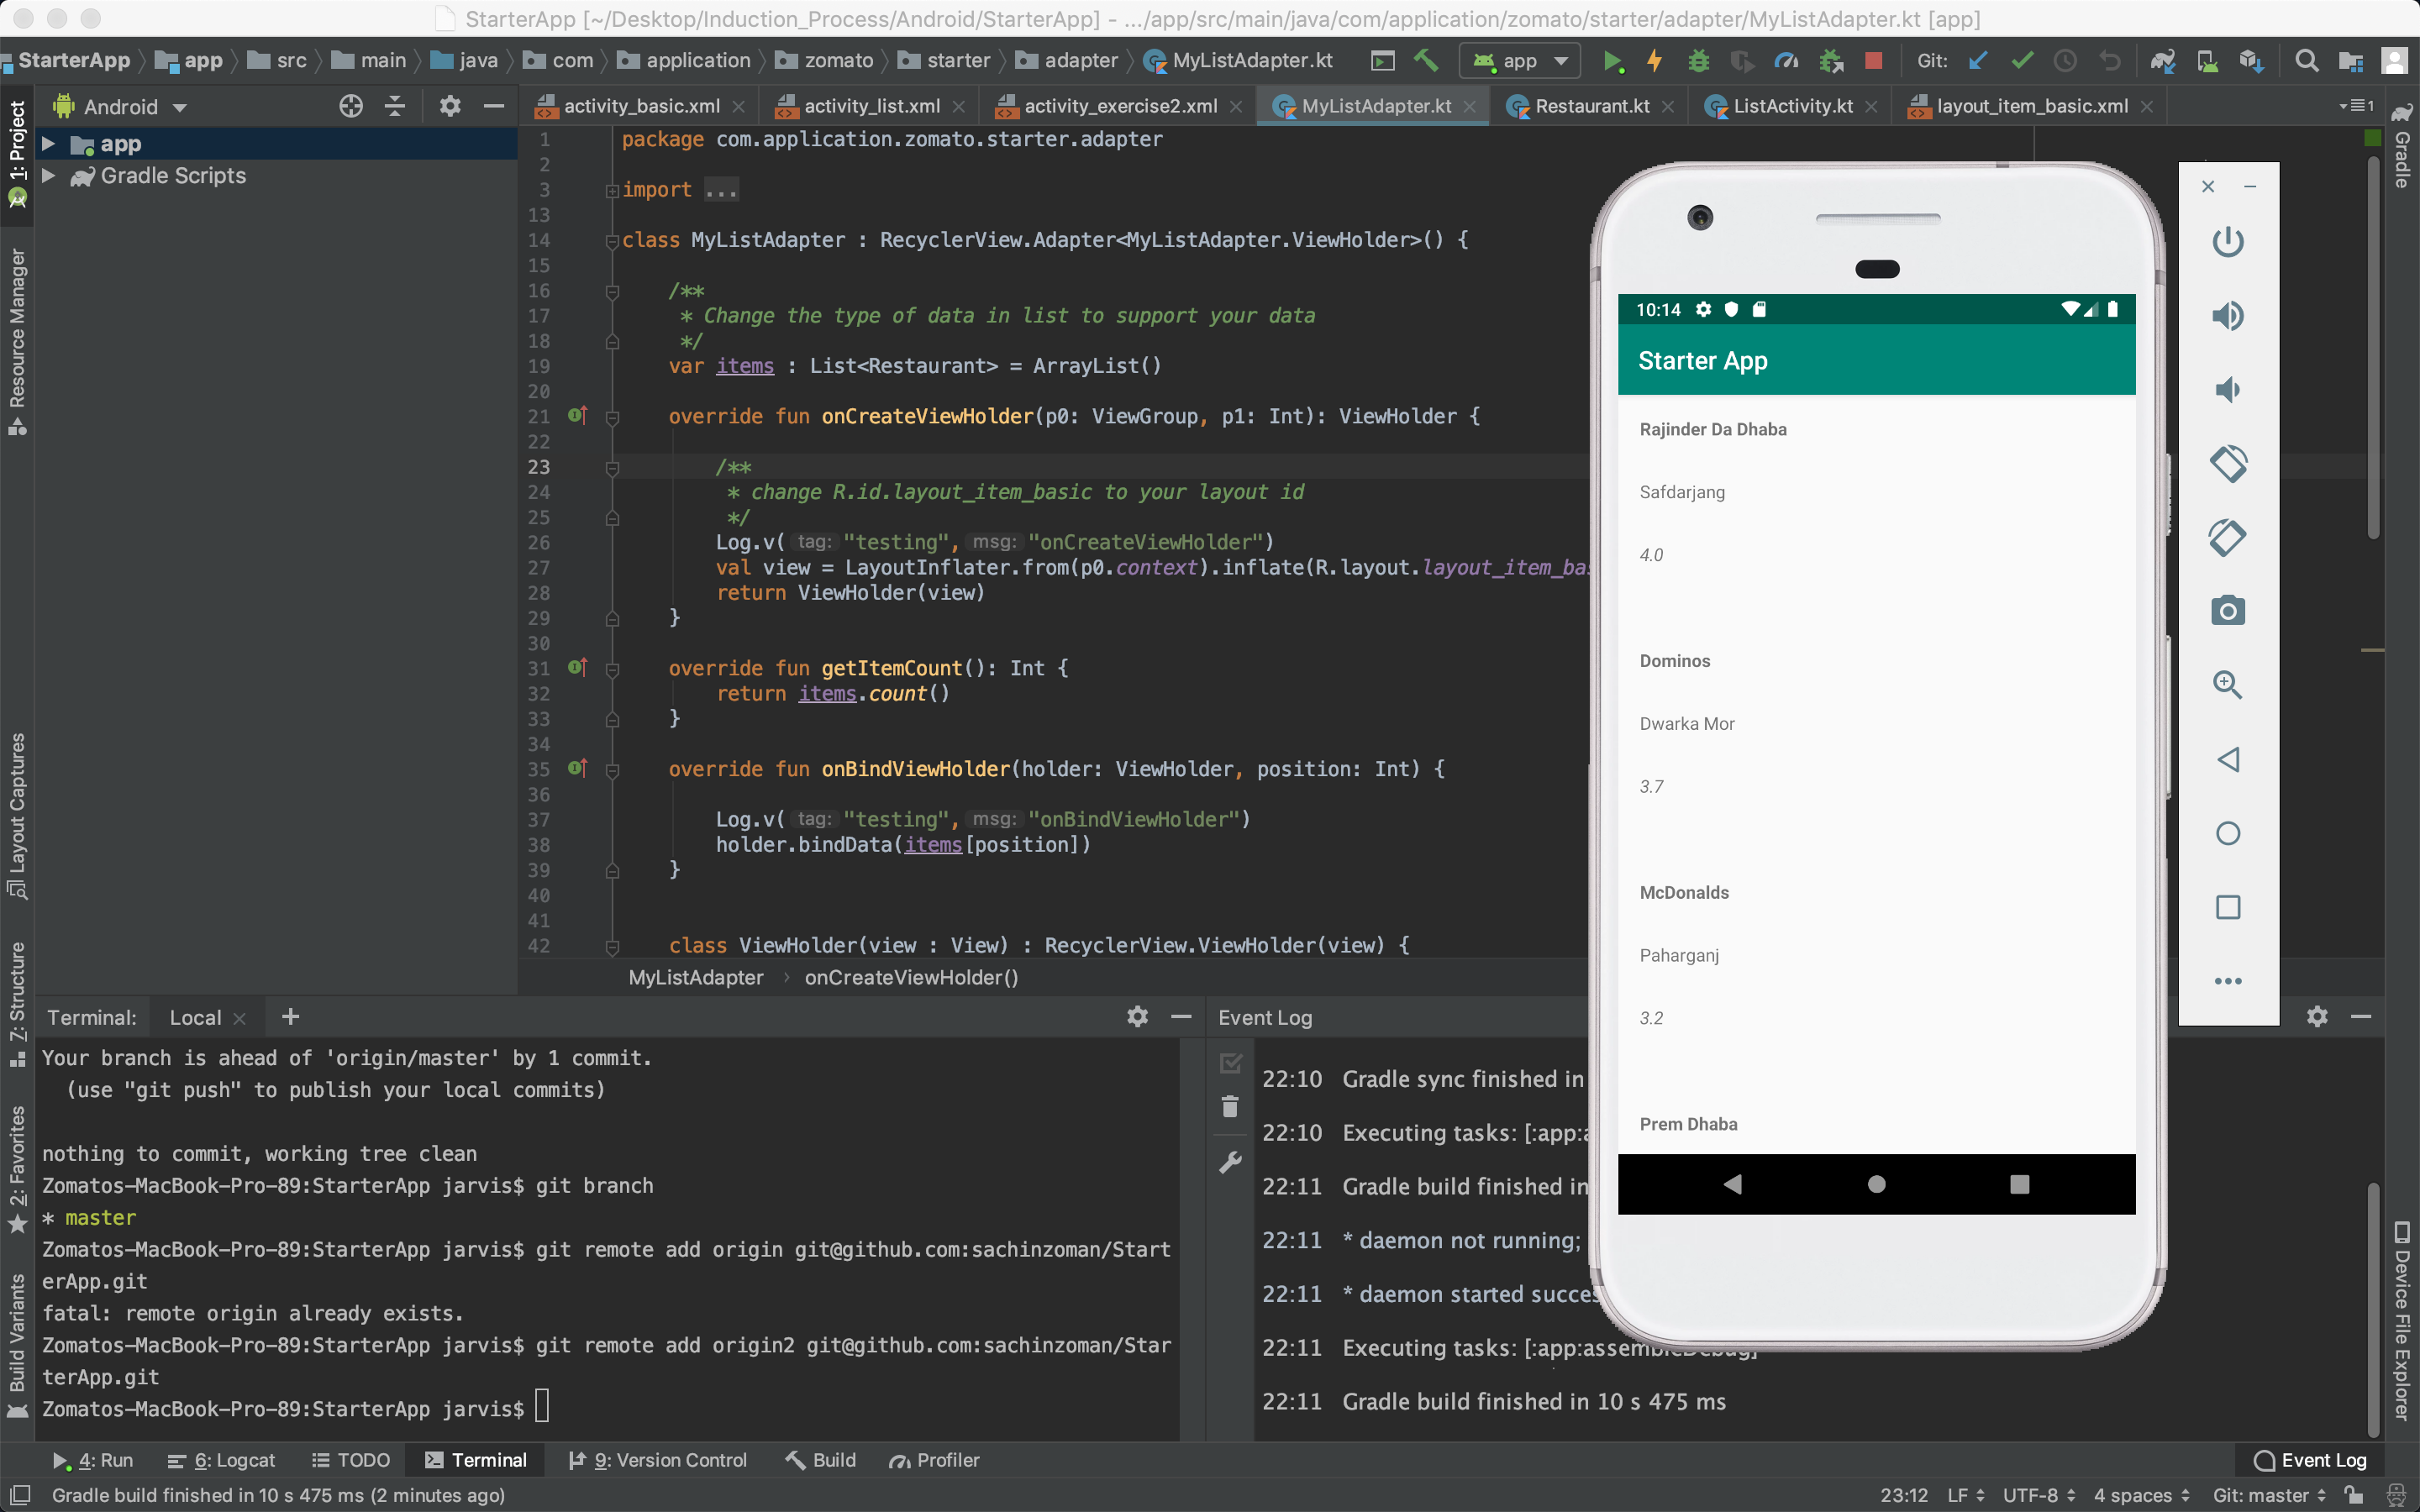 StarterApp [~/Desktop/Induction_Process/Android/StarterApp] - .../app/src/main/java/com/application/zomato/starter/adapter/MyListAdapter.kt [app]
StarterApp app src main java com application zomato starter adapter MyListAdapter.kt app Git:
1: Project
Resource Manager
Layout Captures
7: Structure
2: Favorites
Build Variants
Android
app
Gradle Scripts
activity_basic.xml activity_list.xml activity_exercise2.xml MyListAdapter.kt Restaurant.kt ListActivity.kt layout_item_basic.xml 1
1 package com.application.zomato.starter.adapter
2
3 import ...
13
14 class MyListAdapter : RecyclerView.Adapter<MyListAdapter.ViewHolder>() {
15
16 /**
17 * Change the type of data in list to support your data
18 */
19 var items : List<Restaurant> = ArrayList()
20
21 override fun onCreateViewHolder(p0: ViewGroup, p1: Int): ViewHolder {
22
23 /**
24 * change R.id.layout_item_basic to your layout id
25 */
26 Log.v( tag: "testing", msg: "onCreateViewHolder")
27 val view = LayoutInflater.from(p0.context).inflate(R.layout.layout_item_bas
28 return ViewHolder(view)
29 }
30
31 override fun getItemCount(): Int {
32 return items.count()
33 }
34
35 override fun onBindViewHolder(holder: ViewHolder, position: Int) {
36
37 Log.v( tag: "testing", msg: "onBindViewHolder")
38 holder.bindData(items[position])
39 }
40
41
42 class ViewHolder(view : View) : RecyclerView.ViewHolder(view) {
MyListAdapter onCreateViewHolder()
10:14
Starter App
Rajinder Da Dhaba
Safdarjang
4.0
Dominos
Dwarka Mor
3.7
McDonalds
Paharganj
3.2
Prem Dhaba
Gradle
Device File Explorer
Terminal: Local
Your branch is ahead of 'origin/master' by 1 commit.
(use "git push" to publish your local commits)
nothing to commit, working tree clean
Zomatos-MacBook-Pro-89:StarterApp jarvis$ git branch
* master
Zomatos-MacBook-Pro-89:StarterApp jarvis$ git remote add origin git@github.com:sachinzoman/Start
erApp.git
fatal: remote origin already exists.
Zomatos-MacBook-Pro-89:StarterApp jarvis$ git remote add origin2 git@github.com:sachinzoman/Star
terApp.git
Zomatos-MacBook-Pro-89:StarterApp jarvis$
Event Log
22:10 Gradle sync finished in
22:10 Executing tasks: [:app:a
22:11 Gradle build finished in
22:11 * daemon not running;
22:11 * daemon started succes
22:11 Executing tasks: [:app:assembleDebug]
22:11 Gradle build finished in 10 s 475 ms
4: Run 6: Logcat TODO Terminal 9: Version Control Build Profiler Event Log
Gradle build finished in 10 s 475 ms (2 minutes ago) 23:12 LF UTF-8 4 spaces Git: master